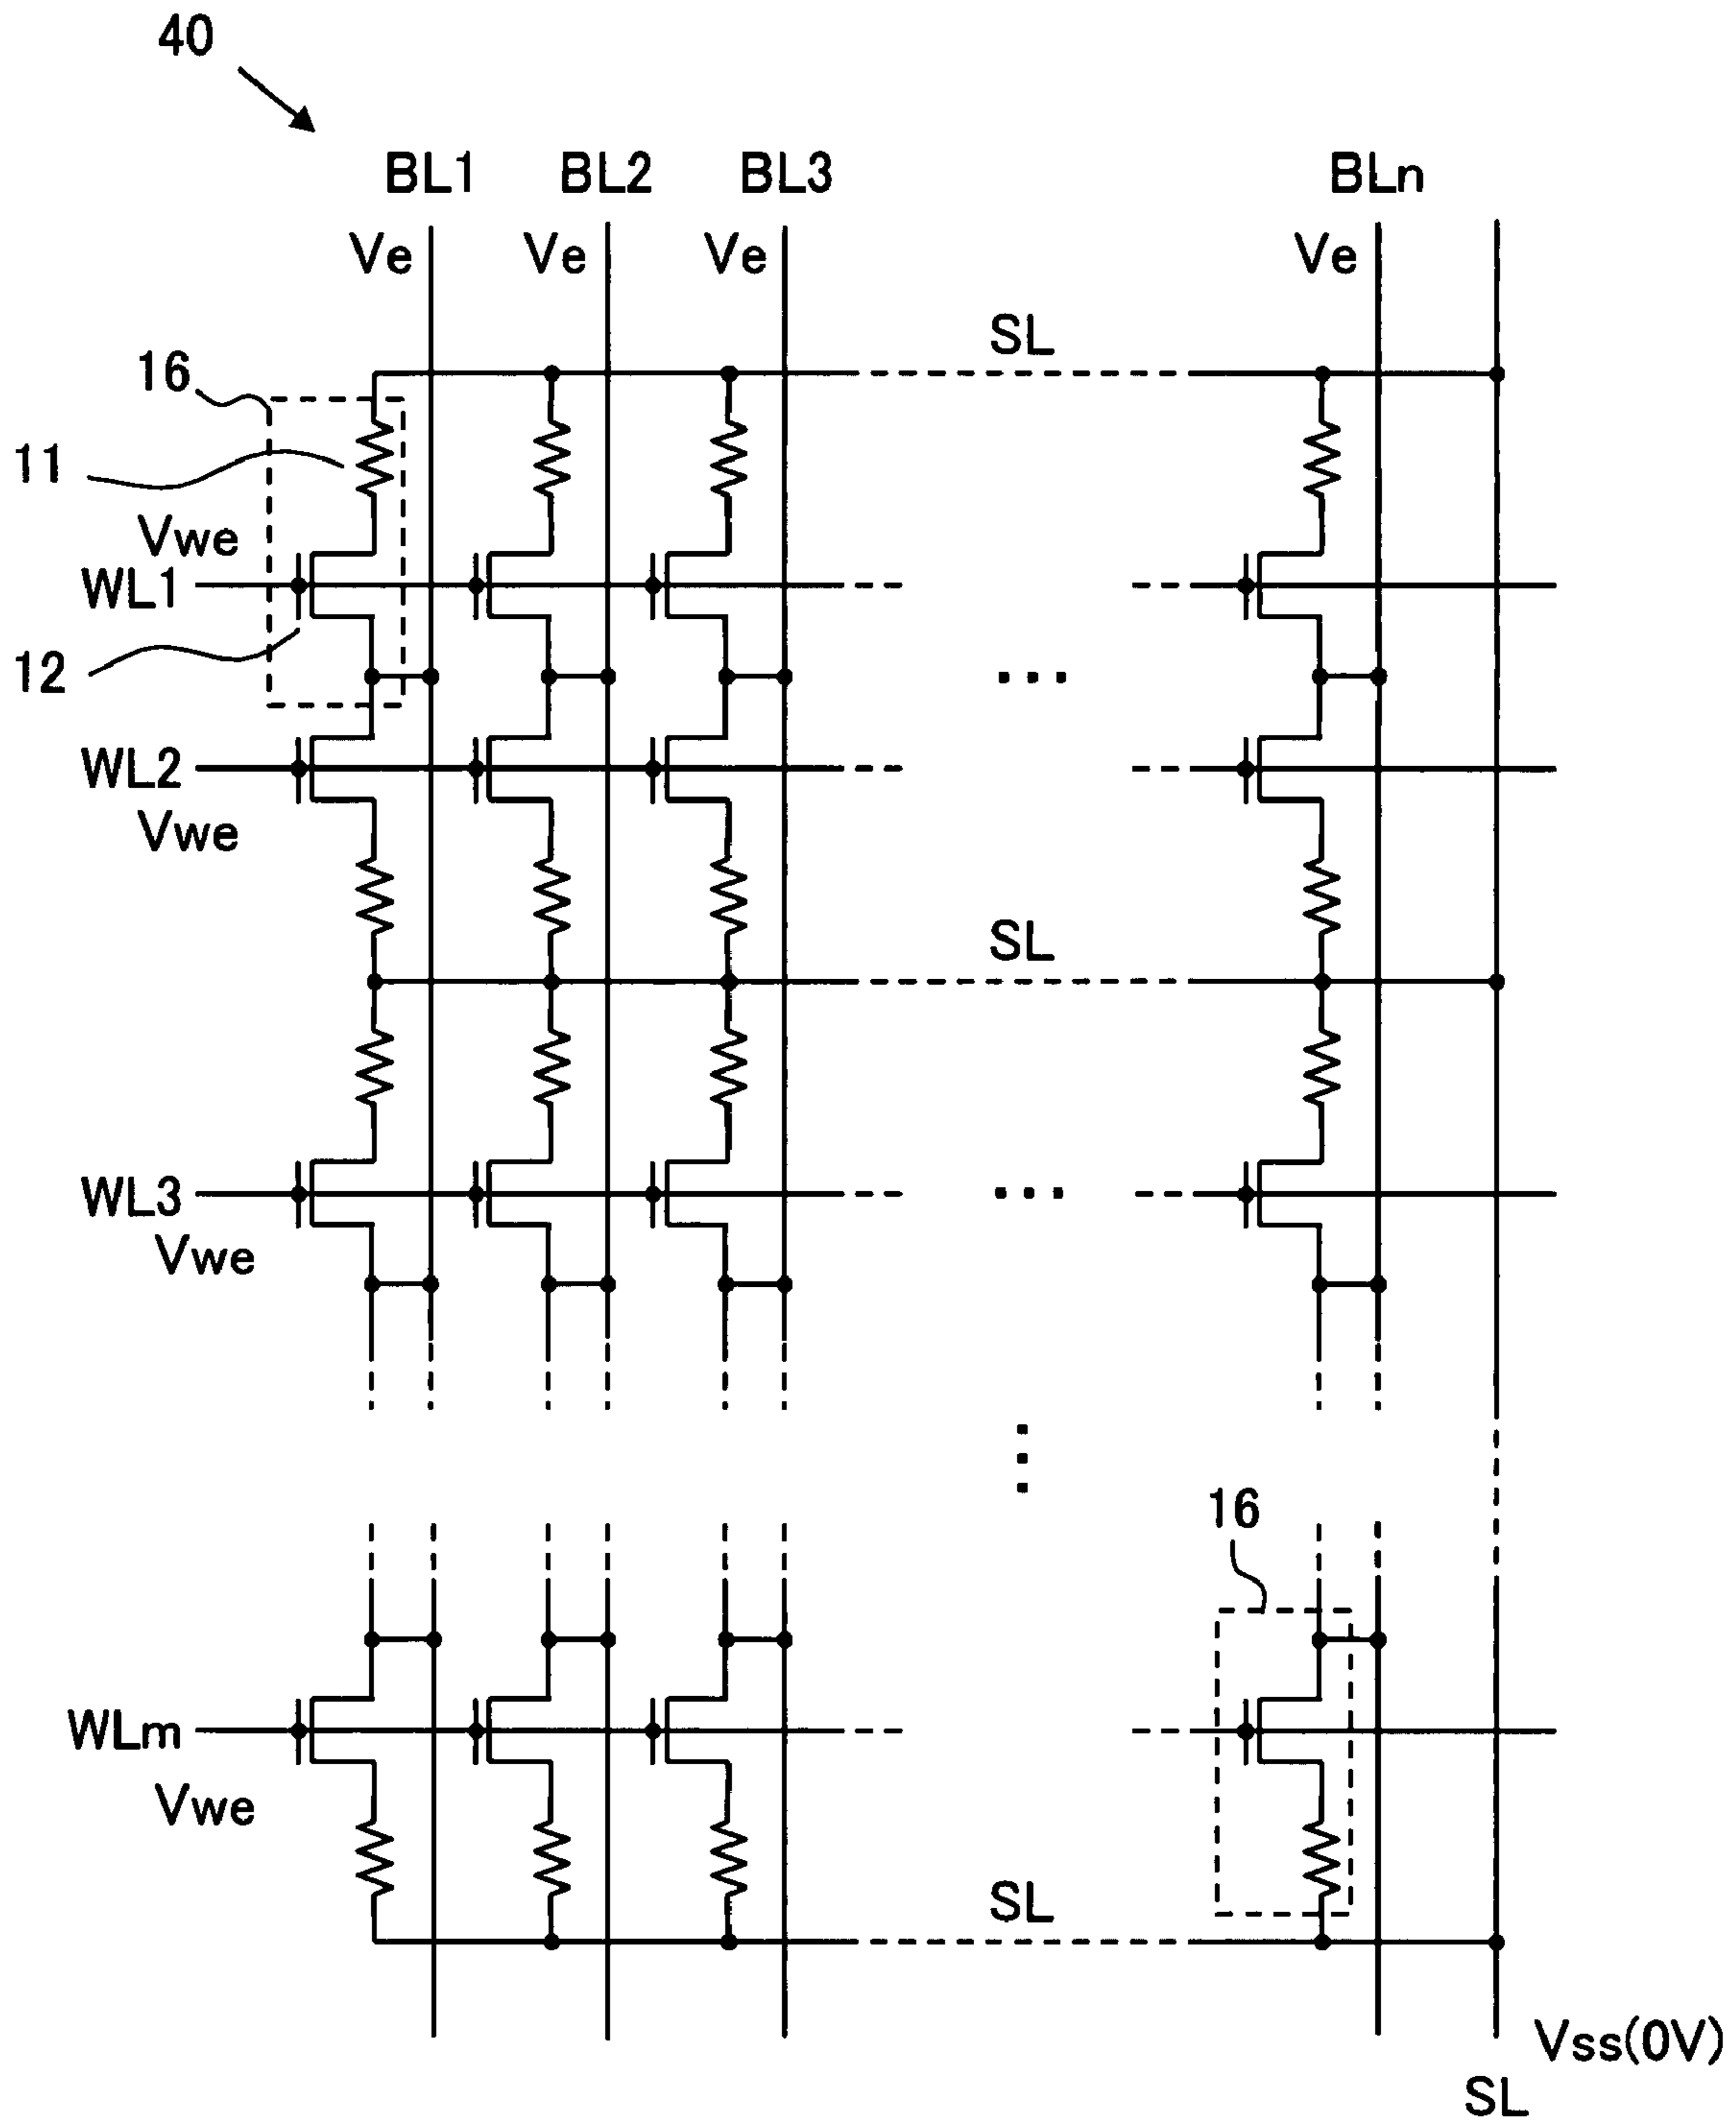 40
BL1 BL2 BL3 BLn
Ve Ve Ve Ve
SL
16
11
Vwe
WL1
12
WL2
Vwe
SL
WL3
Vwe
16
WLm
Vwe
SL
Vss(0V)
SL